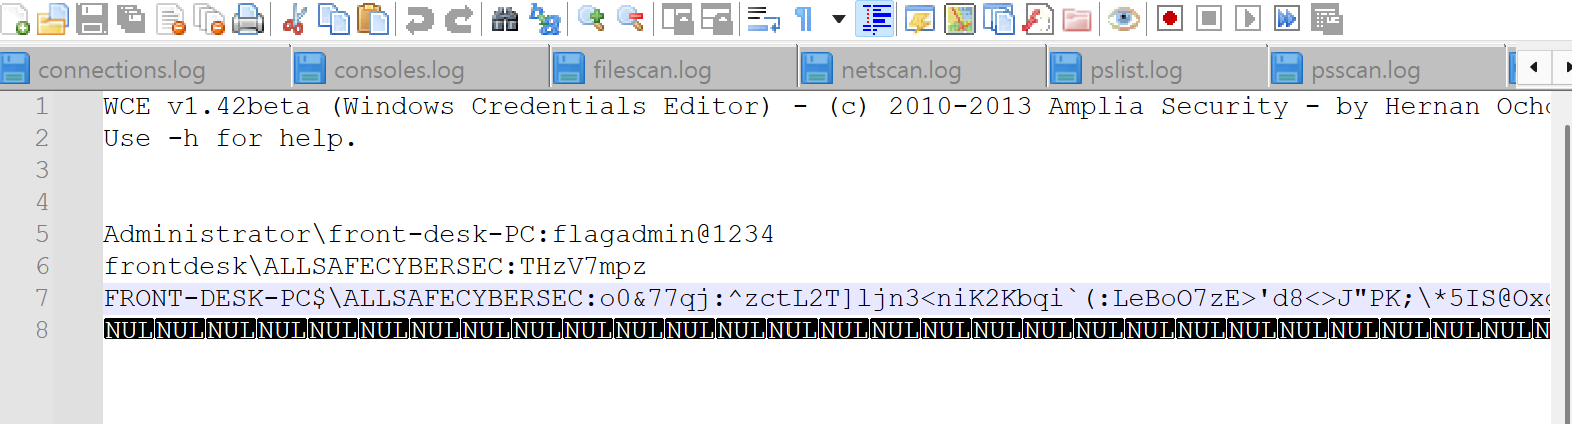 connections.log consoles.log filescan.log netscan.log pslist.log psscan.log
1 WCE v1.42beta (Windows Credentials Editor) - (c) 2010-2013 Amplia Security - by Hernan Ocho
2 Use -h for help.
3
4
5 Administrator\front-desk-PC:flagadmin@1234
6 frontdesk\ALLSAFECYBERSEC:THzV7mpz
7 FRONT-DESK-PC$\ALLSAFECYBERSEC:o0&77qj:^zctL2T]ljn3<niK2Kbqi`(:LeBoO7zE>'d8<>J"PK;\*5IS@Ox
8 NULNULNULNULNULNULNULNULNULNULNULNULNULNULNULNULNULNULNULNULNULNULNULNULNULNULNULNULN